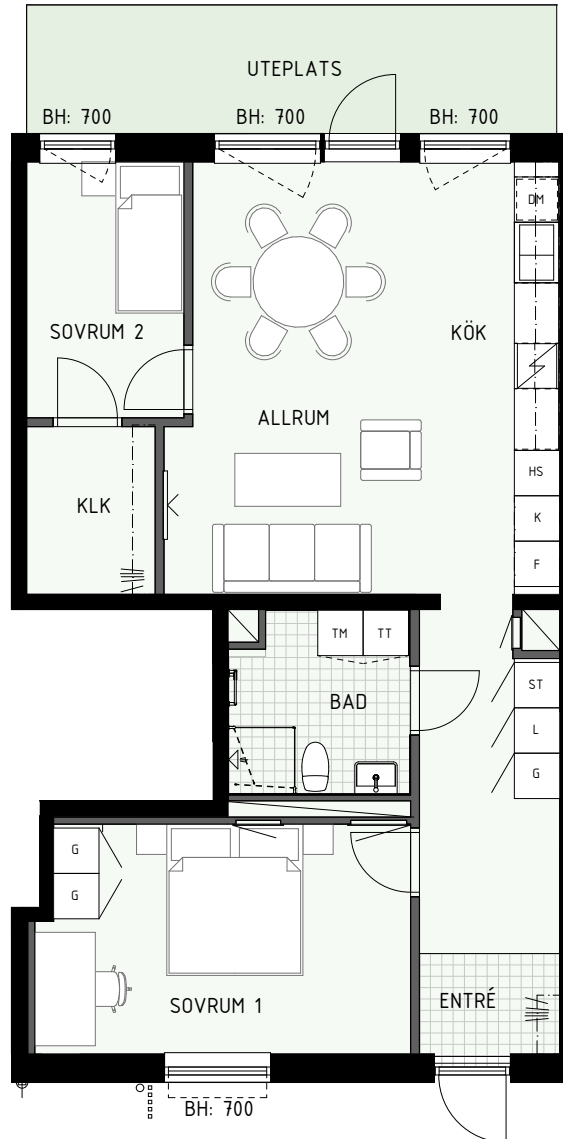 UTEPLATS
BH: 700
BH: 700
BH: 700
DM
SOVRUM 2
KÖK
ALLRUM
HS
KLK
K
F
TM
TT
ST
BAD
L
G
G
G
ENTRÉ
SOVRUM 1
BH: 700